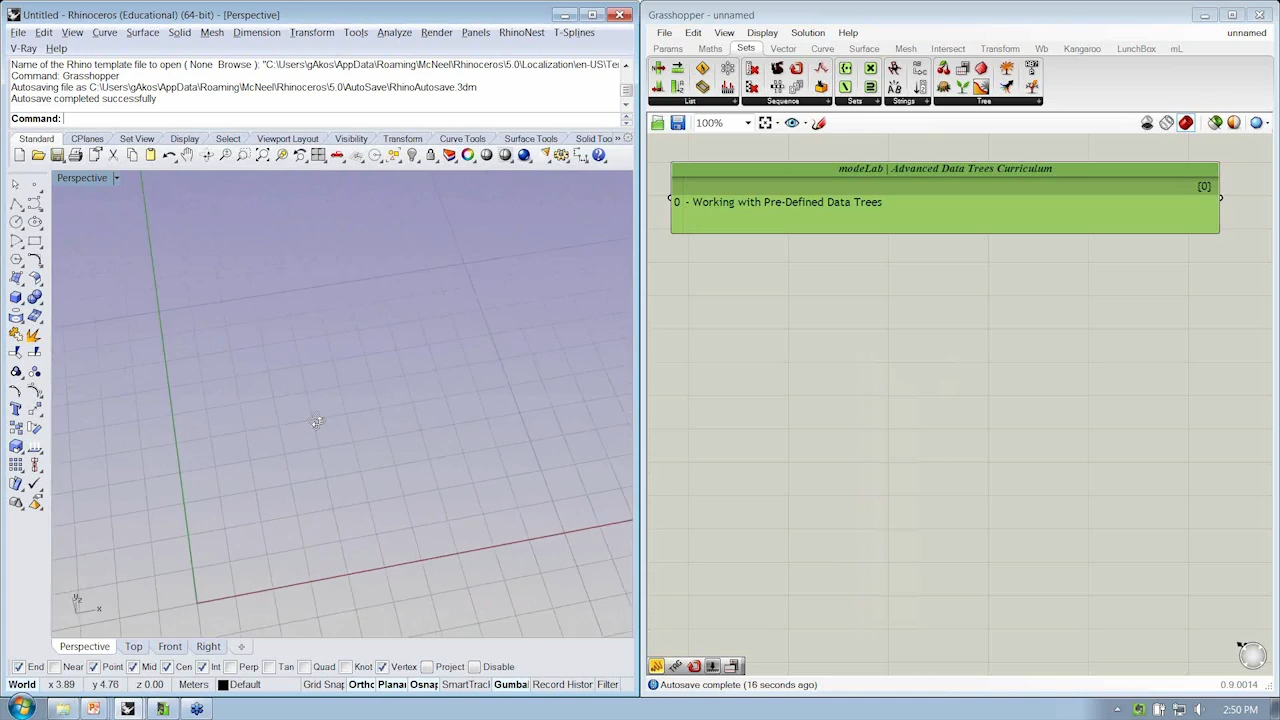 Untitled - Rhinoceros (Educational) (64-bit) - [Perspective]
File Edit View Curve Surface Solid Mesh Dimension Transform Tools Analyze Render Panels RhinoNest T-Splines
V-Ray Help
Name of the Rhino template file to open ( None Browse ): "C:\Users\gAkos\AppData\Roaming\McNeel\Rhinoceros\5.0\Localization\en-US\Te
Command: Grasshopper
Autosaving file as C:\Users\gAkos\AppData\Roaming\McNeel\Rhinoceros\5.0\AutoSave\RhinoAutosave.3dm
Autosave completed successfully
Command:
Standard CPlanes Set View Display Select Viewport Layout Visibility Transform Curve Tools Surface Tools Solid Too »
Perspective
y
z
x
Perspective Top Front Right
End Near Point Mid Cen Int Perp Tan Quad Knot Vertex Project Disable
World x 3.89 y 4.76 z 0.00 Meters Default Grid Snap Ortho Planar Osnap SmartTrack Gumba Record Histor Filter
Grasshopper - unnamed
File Edit View Display Solution Help unnamed
Params Maths Sets Vector Curve Surface Mesh Intersect Transform Wb Kangaroo LunchBox mL
List Sequence Sets Strings Tree
100%
modeLab | Advanced Data Trees Curriculum
{0}
0 - Working with Pre-Defined Data Trees
Autosave complete (16 seconds ago) 0.9.0014
2:50 PM